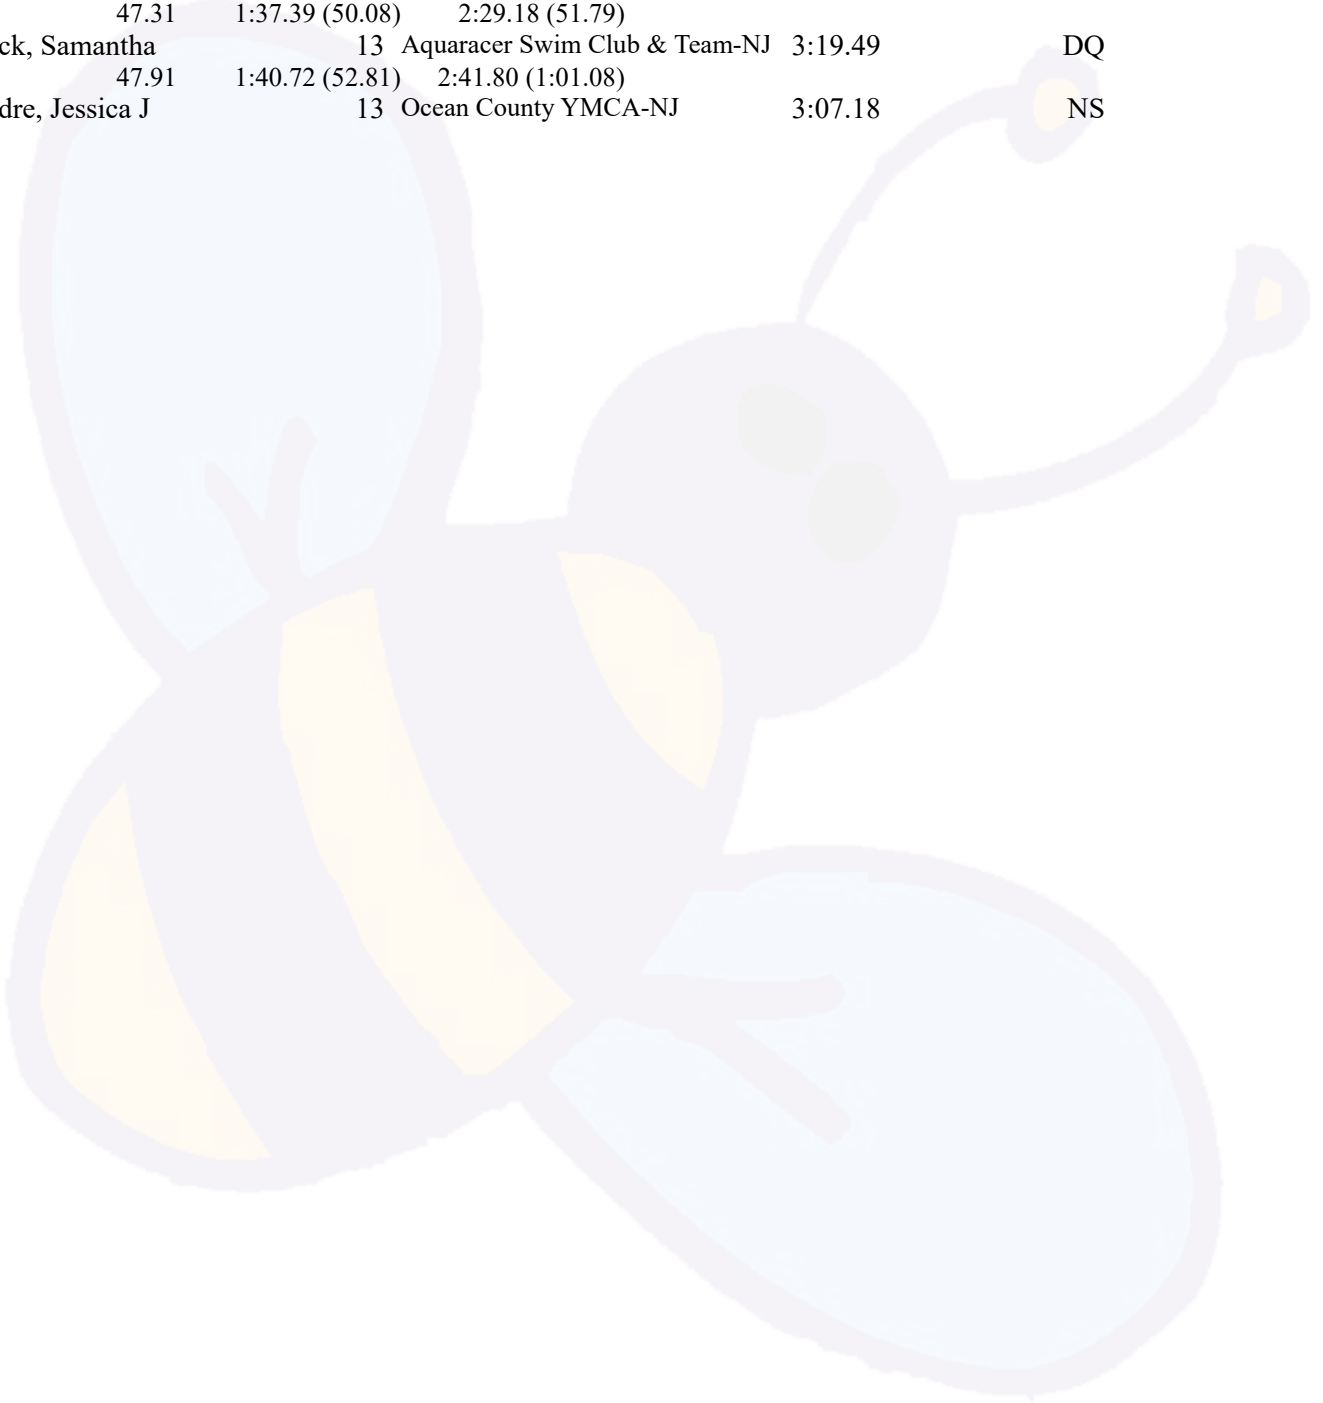 47.31 1:37.39 (50.08) 2:29.18 (51.79)
ck, Samantha 13 Aquaracer Swim Club & Team-NJ 3:19.49 DQ
47.91 1:40.72 (52.81) 2:41.80 (1:01.08)
dre, Jessica J 13 Ocean County YMCA-NJ 3:07.18 NS